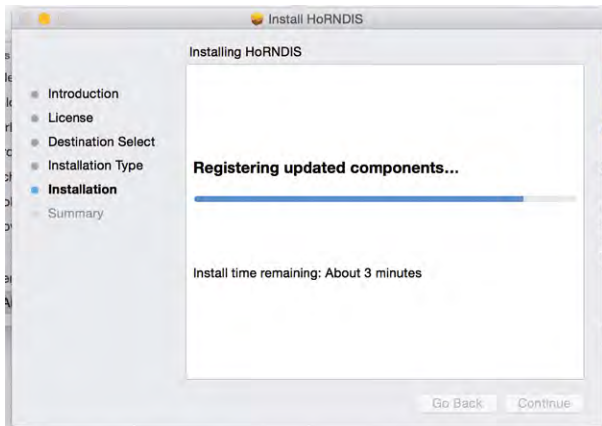 Install HoRNDIS
Installing HoRNDIS
Introduction
License
Destination Select
Installation Type
Installation
Summary
Registering updated components...
Install time remaining: About 3 minutes
Go Back
Continue